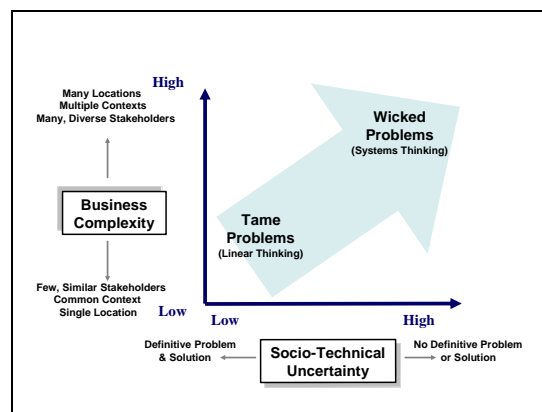 Many Locations
Multiple Contexts
Many, Diverse Stakeholders
High
Wicked
Problems
(Systems Thinking)
Business
Complexity
Tame
Problems
(Linear Thinking)
Few, Similar Stakeholders
Common Context
Single Location
Low
Low
High
Definitive Problem
& Solution
Socio-Technical
Uncertainty
No Definitive Problem
or Solution